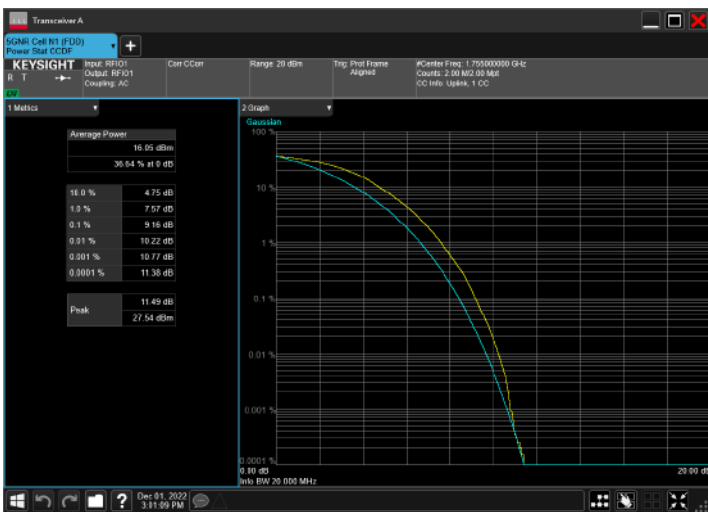 Transceiver A
5GNR Cell N1 (FDD)
Power Stat CCDF
KEYSIGHT
R T
Input: RFIO1
Output: RFIO1
Coupling: AC
Corr CCorr
Range: 20 dBm
Trig: Prot Frame
Aligned
#Center Freq: 1.755000000 GHz
Counts: 2.00 M/2.00 Mpt
CC Info: Uplink, 1 CC
1 Metrics
Average Power
16.05 dBm
36.64 % at 0 dB
10.0 % 4.75 dB
1.0 % 7.57 dB
0.1 % 9.16 dB
0.01 % 10.22 dB
0.001 % 10.77 dB
0.0001 % 11.38 dB
Peak
11.49 dB
27.54 dBm
2 Graph
Gaussian
100 %
10 %
1 %
0.1 %
0.01 %
0.001 %
0.0001 %
0.00 dB
20.00 dB
Info BW 20.000 MHz
?
Dec 01, 2022
3:01:09 PM